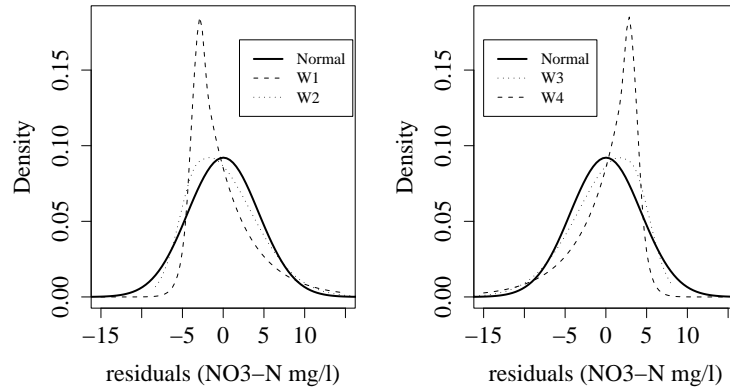 Normal
W1
W2
Density
0.00 0.05 0.10 0.15
−15 −5 0 5 10
residuals (NO3−N mg/l)
Normal
W3
W4
Density
0.00 0.05 0.10 0.15
−15 −5 0 5 10
residuals (NO3−N mg/l)